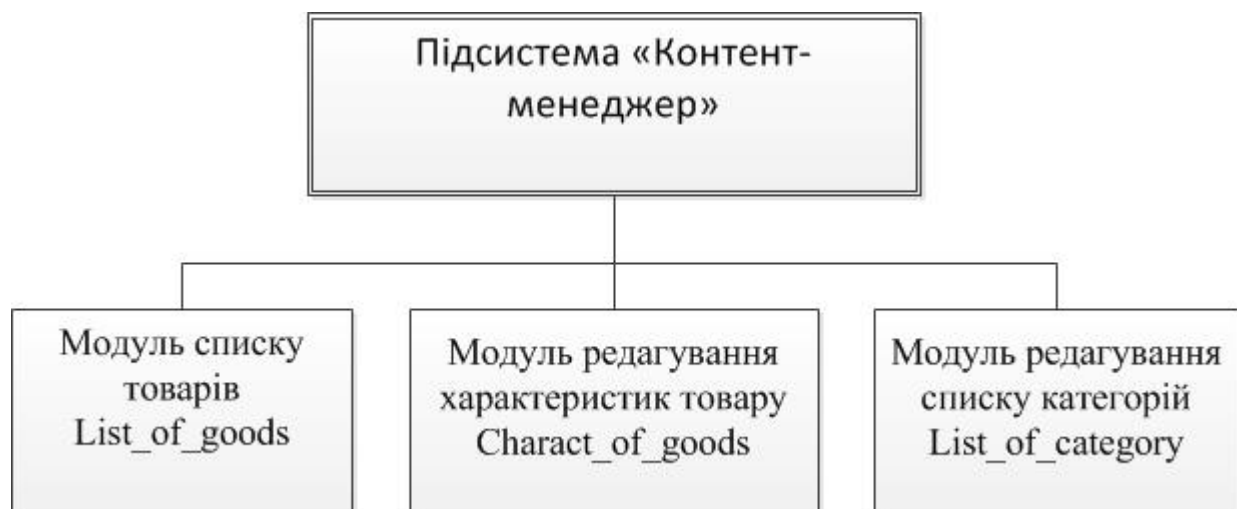 Підсистема «Контент-
менеджер»
Модуль списку
товарів
List_of_goods
Модуль редагування
характеристик товару
Charact_of_goods
Модуль редагування
списку категорій
List_of_category